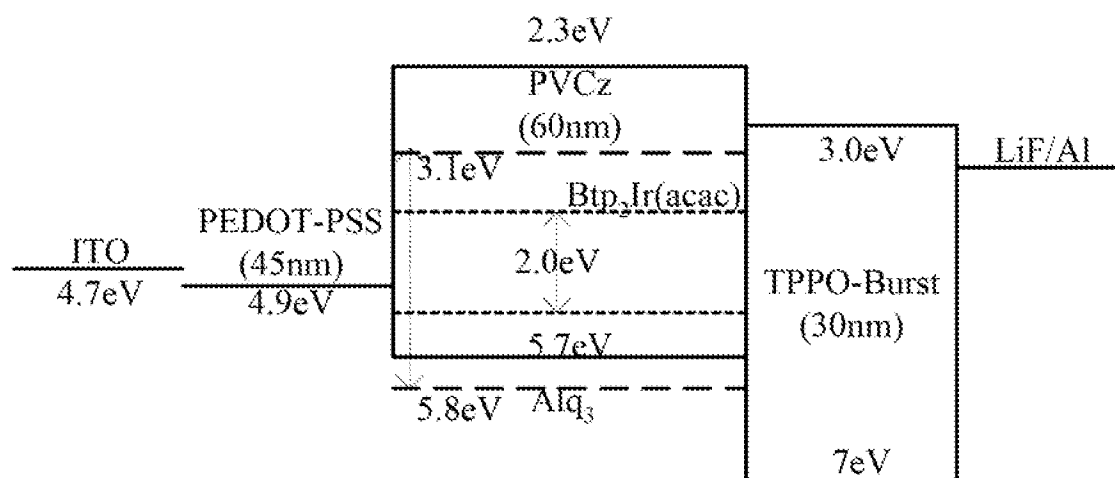 2.3eV
PVCz
(60nm)
3.0eV
LiF/Al
3.1eV
Btp₂Ir(acac)
PEDOT-PSS
ITO
(45nm)
2.0eV
4.7eV
4.9eV
TPPO-Burst
(30nm)
5.7eV
5.8eV
Alq₃
7eV